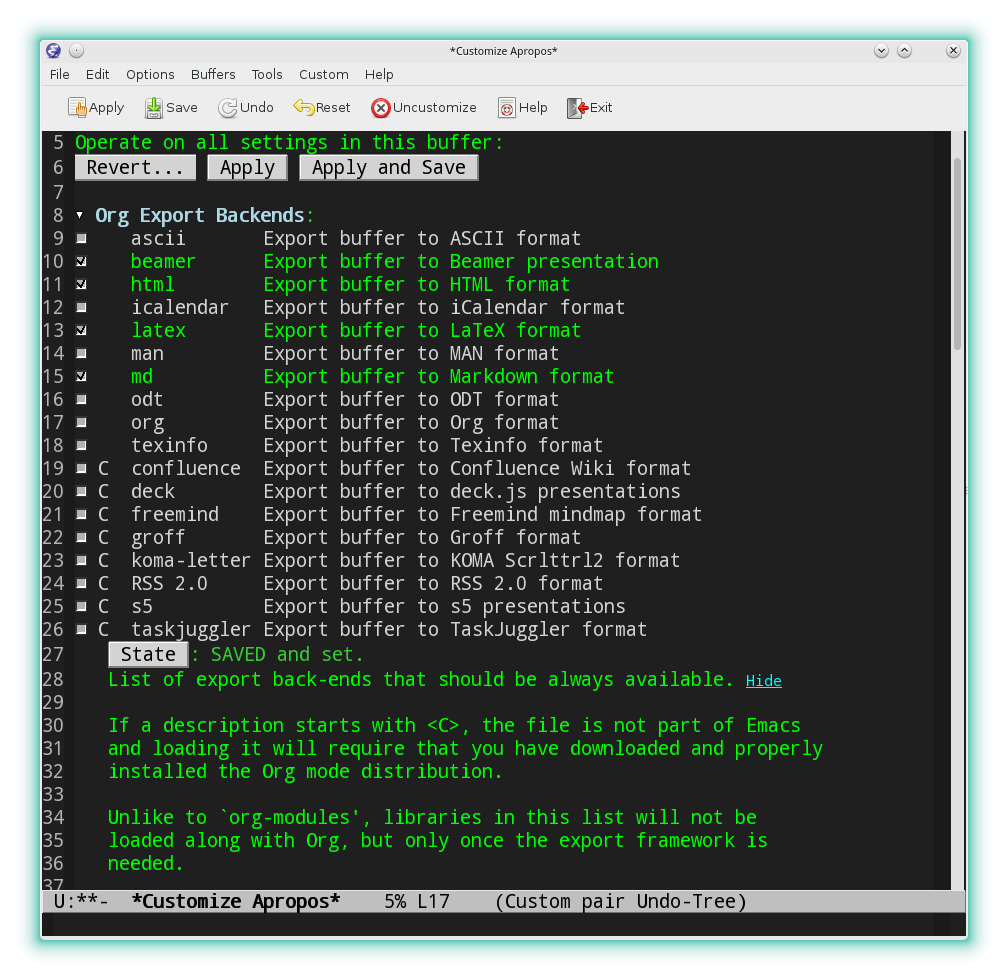 *Customize Apropos*
File Edit Options Buffers Tools Custom Help
Apply Save Undo Reset Uncustomize Help Exit
5 Operate on all settings in this buffer:
6 Revert... Apply Apply and Save
7
8 Org Export Backends:
9 ascii Export buffer to ASCII format
10 beamer Export buffer to Beamer presentation
11 html Export buffer to HTML format
12 icalendar Export buffer to iCalendar format
13 latex Export buffer to LaTeX format
14 man Export buffer to MAN format
15 md Export buffer to Markdown format
16 odt Export buffer to ODT format
17 org Export buffer to Org format
18 texinfo Export buffer to Texinfo format
19 C confluence Export buffer to Confluence Wiki format
20 C deck Export buffer to deck.js presentations
21 C freemind Export buffer to Freemind mindmap format
22 C groff Export buffer to Groff format
23 C koma-letter Export buffer to KOMA Scrlttrl2 format
24 C RSS 2.0 Export buffer to RSS 2.0 format
25 C s5 Export buffer to s5 presentations
26 C taskjuggler Export buffer to TaskJuggler format
27 State : SAVED and set.
28 List of export back-ends that should be always available. Hide
29
30 If a description starts with <C>, the file is not part of Emacs
31 and loading it will require that you have downloaded and properly
32 installed the Org mode distribution.
33
34 Unlike to `org-modules', libraries in this list will not be
35 loaded along with Org, but only once the export framework is
36 needed.
37
U:**- *Customize Apropos* 5% L17 (Custom pair Undo-Tree)